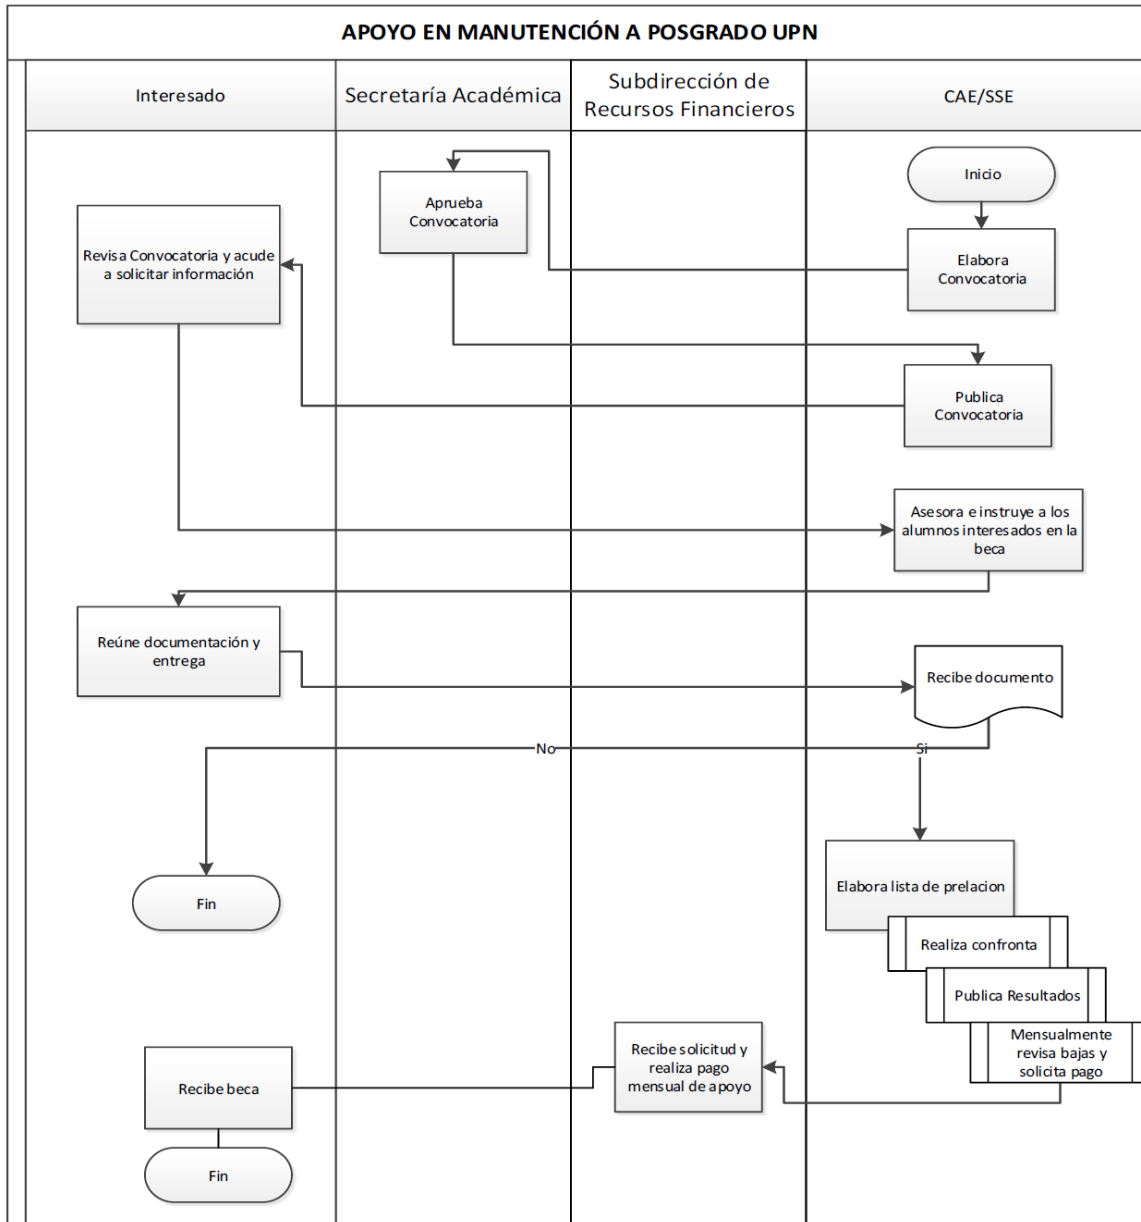 APOYO EN MANUTENCIÓN A POSGRADO UPN
Interesado
Secretaría Académica
Subdirección de
Recursos Financieros
CAE/SSE
Inicio
Aprueba
Convocatoria
Revisa Convocatoria y acude
a solicitar información
Elabora
Convocatoria
Publica
Convocatoria
Asesora e instruye a los
alumnos interesados en la
beca
Reúne documentación y
entrega
Recibe documento
No
Si
Elabora lista de prelacion
Fin
Realiza confronta
Publica Resultados
Mensualmente
revisa bajas y
solicita pago
Recibe solicitud y
realiza pago
mensual de apoyo
Recibe beca
Fin